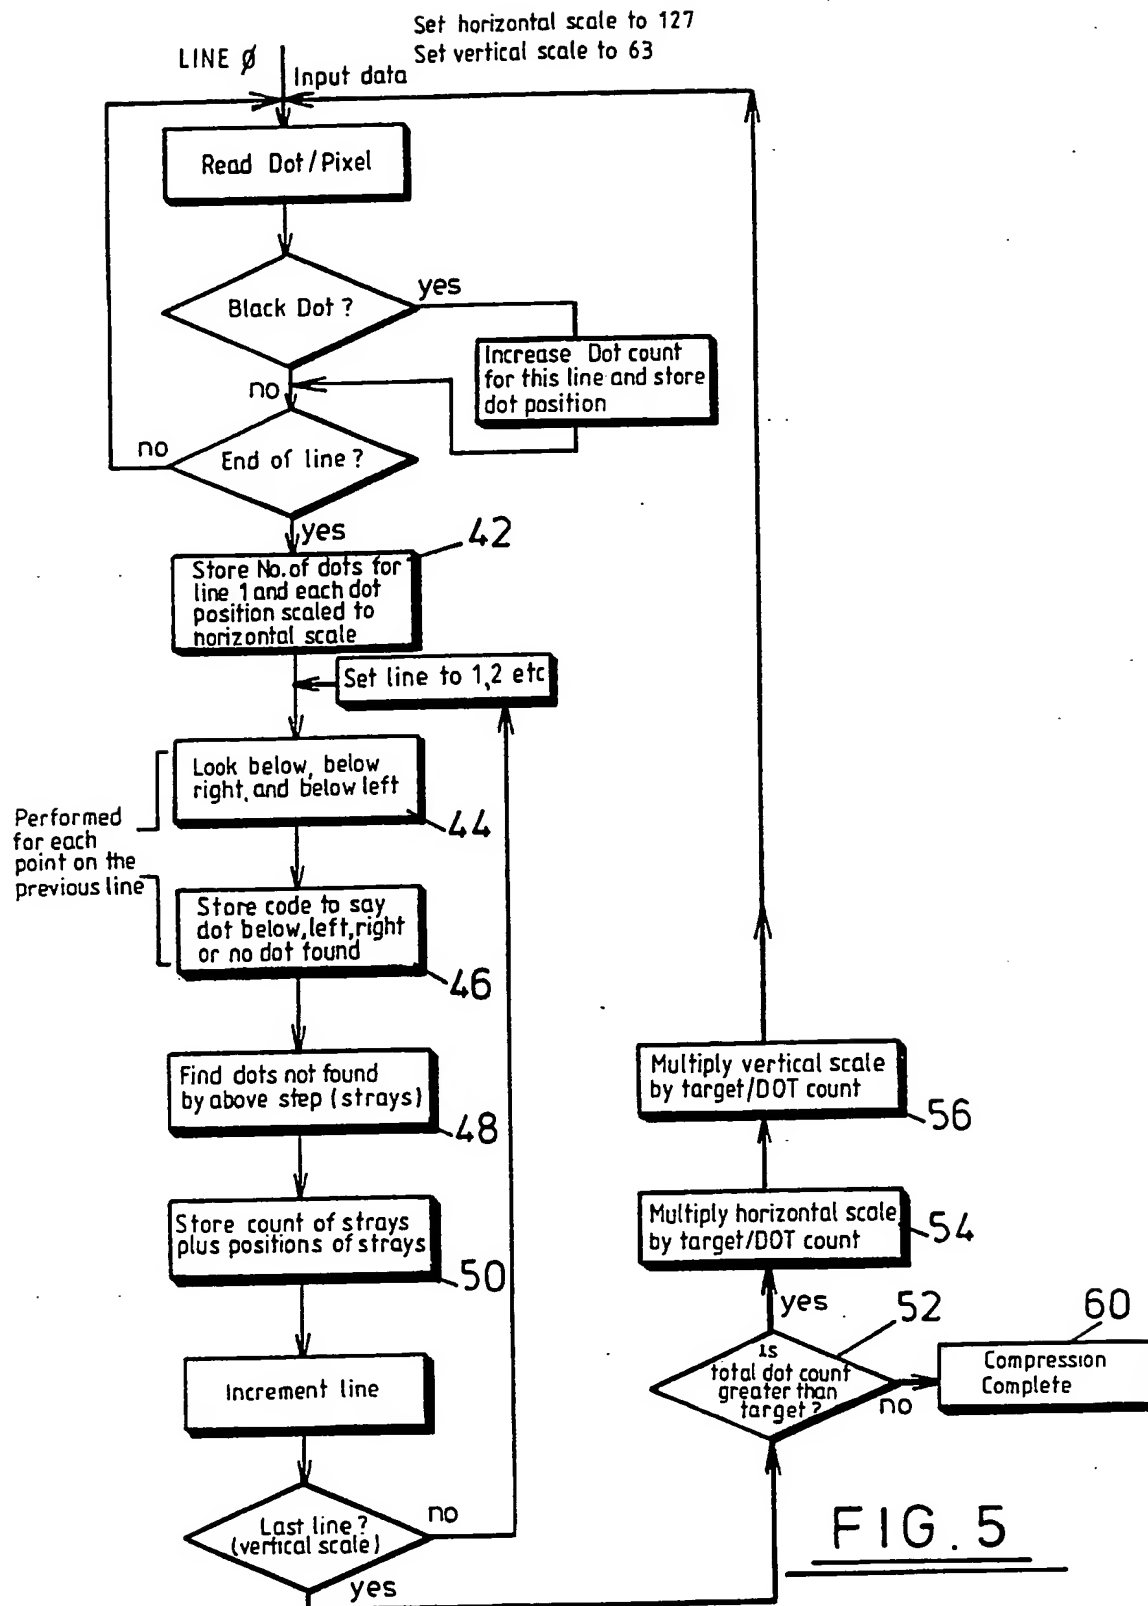 Set horizontal scale to 127
Set vertical scale to 63
LINE Ø
Input data
Read Dot/Pixel
Black Dot ?
yes
Increase Dot count
for this line and store
dot position
no
End of line ?
no
yes
42
Store No. of dots for
line 1 and each dot
position scaled to
norizontal scale
Set line to 1,2 etc
Look below, below
right, and below left
44
Performed
for each
point on the
previous line
Store code to say
dot below, left, right
or no dot found
46
Find dots not found
by above step (strays)
48
Store count of strays
plus positions of strays
50
Increment line
Last line ?
(vertical scale)
no
yes
Multiply vertical scale
by target/DOT count
56
Multiply horizontal scale
by target/DOT count
54
yes
52
Is
total dot count
greater than
target ?
no
60
Compression
Complete
FIG. 5